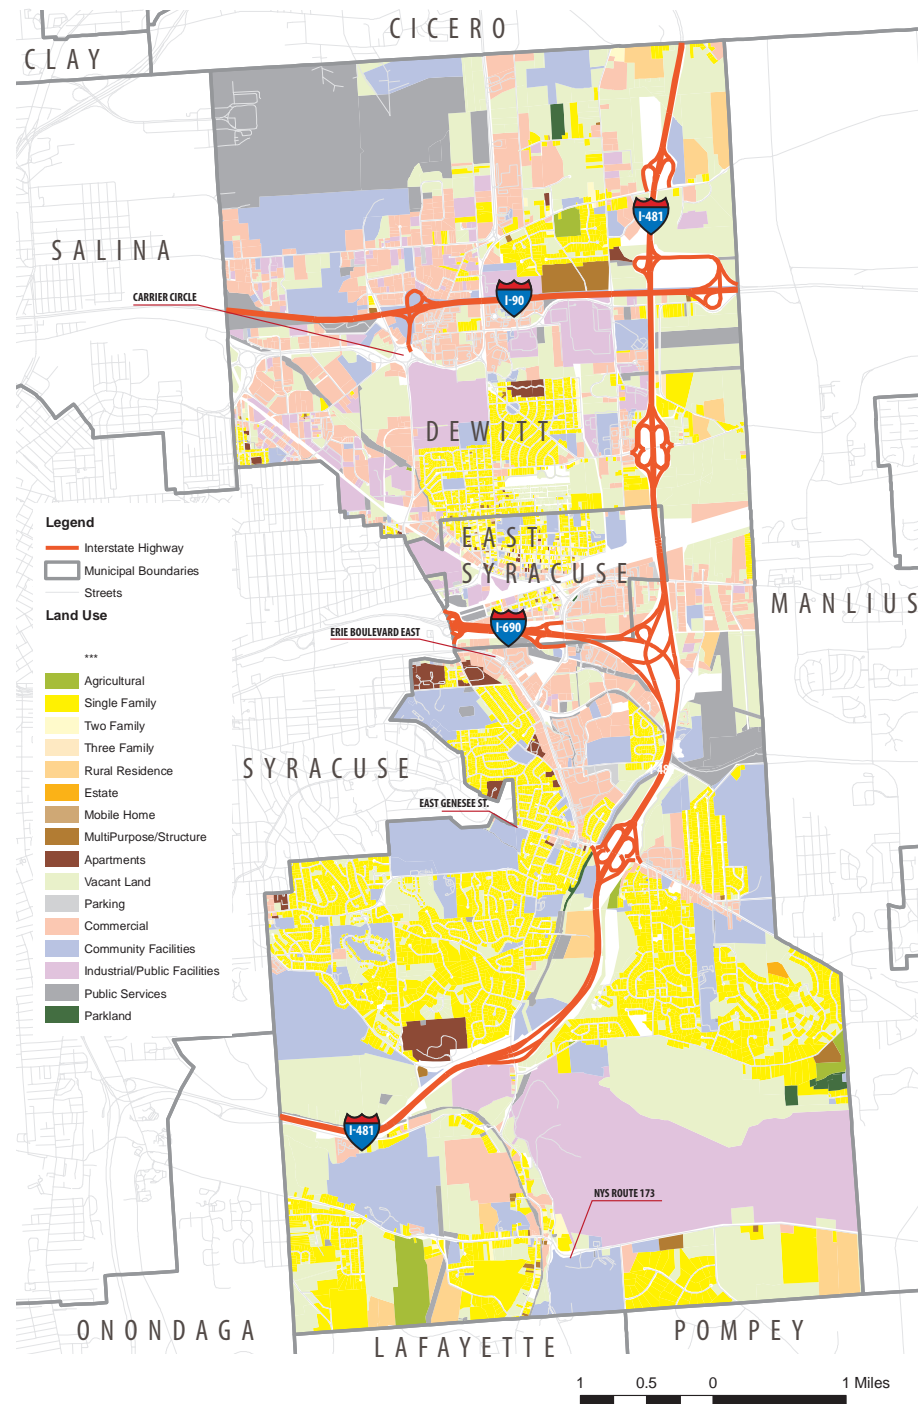 CICERO
CLAY
I-481
SALINA
CARRIER CIRCLE
I-90
DEWITT
Legend
Interstate Highway
Municipal Boundaries
Streets
Land Use
***
Agricultural
Single Family
Two Family
Three Family
Rural Residence
Estate
Mobile Home
MultiPurpose/Structure
Apartments
Vacant Land
Parking
Commercial
Community Facilities
Industrial/Public Facilities
Public Services
Parkland
EAST
SYRACUSE
MANLIUS
I-690
ERIE BOULEVARD EAST
SYRACUSE
EAST GENESEE ST.
I-481
NYS ROUTE 173
ONONDAGA
LAFAYETTE
POMPEY
1 0.5 0 1 Miles